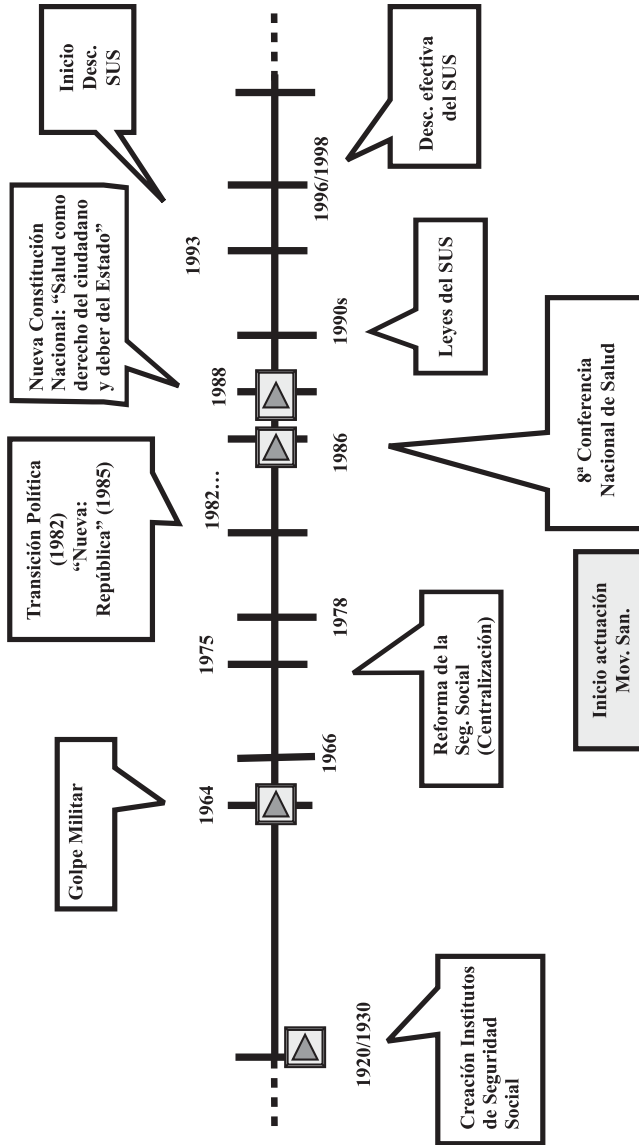 Golpe Militar
Transición Política
(1982)
“Nueva:
República” (1985)
Nueva Constitución
Nacional: “Salud como
derecho del ciudadano
y deber del Estado”
Inicio
Desc.
SUS
1964
1975
1982…
1988
1993
1920/1930
1966
1978
1986
1990s
1996/1998
Creación Institutos
de Seguridad
Social
Reforma de la
Seg. Social
(Centralización)
Leyes del SUS
Desc. efectiva
del SUS
Inicio actuación
Mov. San.
8ª Conferencia
Nacional de Salud